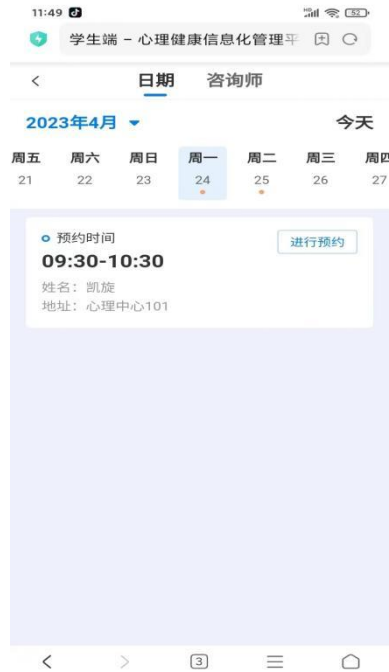 11:49
52
学生端 – 心理健康信息化管理平
日期 咨询师
2023年4月 今天
周五 周六 周日 周一 周二 周三 周四
21 22 23 24 25 26 27
预约时间 进行预约
09:30-10:30
姓名：凯旋
地址：心理中心101
3